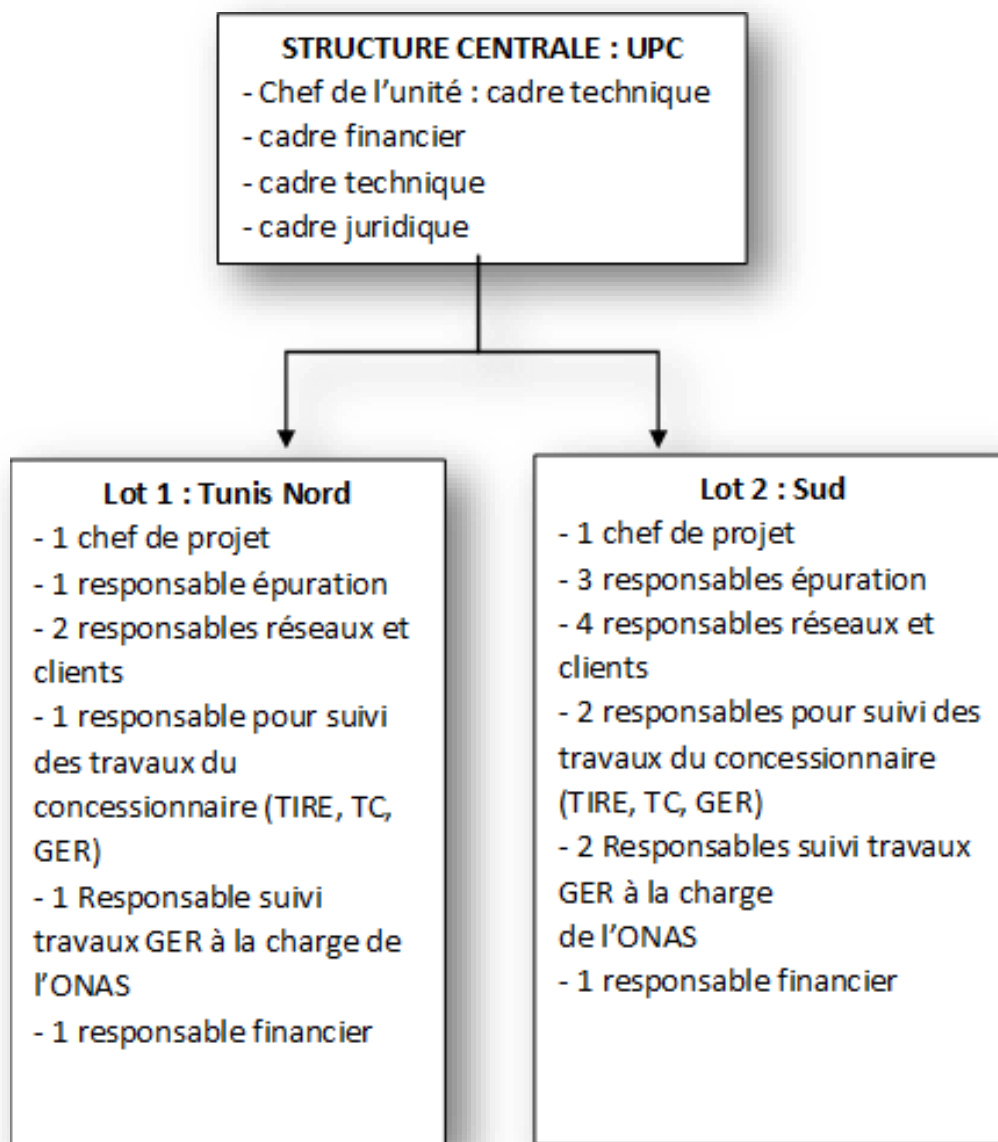 STRUCTURE CENTRALE : UPC
- Chef de l'unité : cadre technique
- cadre financier
- cadre technique
- cadre juridique
Lot 1 : Tunis Nord
- 1 chef de projet
- 1 responsable épuration
- 2 responsables réseaux et
clients
- 1 responsable pour suivi
des travaux du
concessionnaire (TIRE, TC,
GER)
- 1 Responsable suivi
travaux GER à la charge de
l'ONAS
- 1 responsable financier
Lot 2 : Sud
- 1 chef de projet
- 3 responsables épuration
- 4 responsables réseaux et
clients
- 2 responsables pour suivi des
travaux du concessionnaire
(TIRE, TC, GER)
- 2 Responsables suivi travaux
GER à la charge
de l'ONAS
- 1 responsable financier